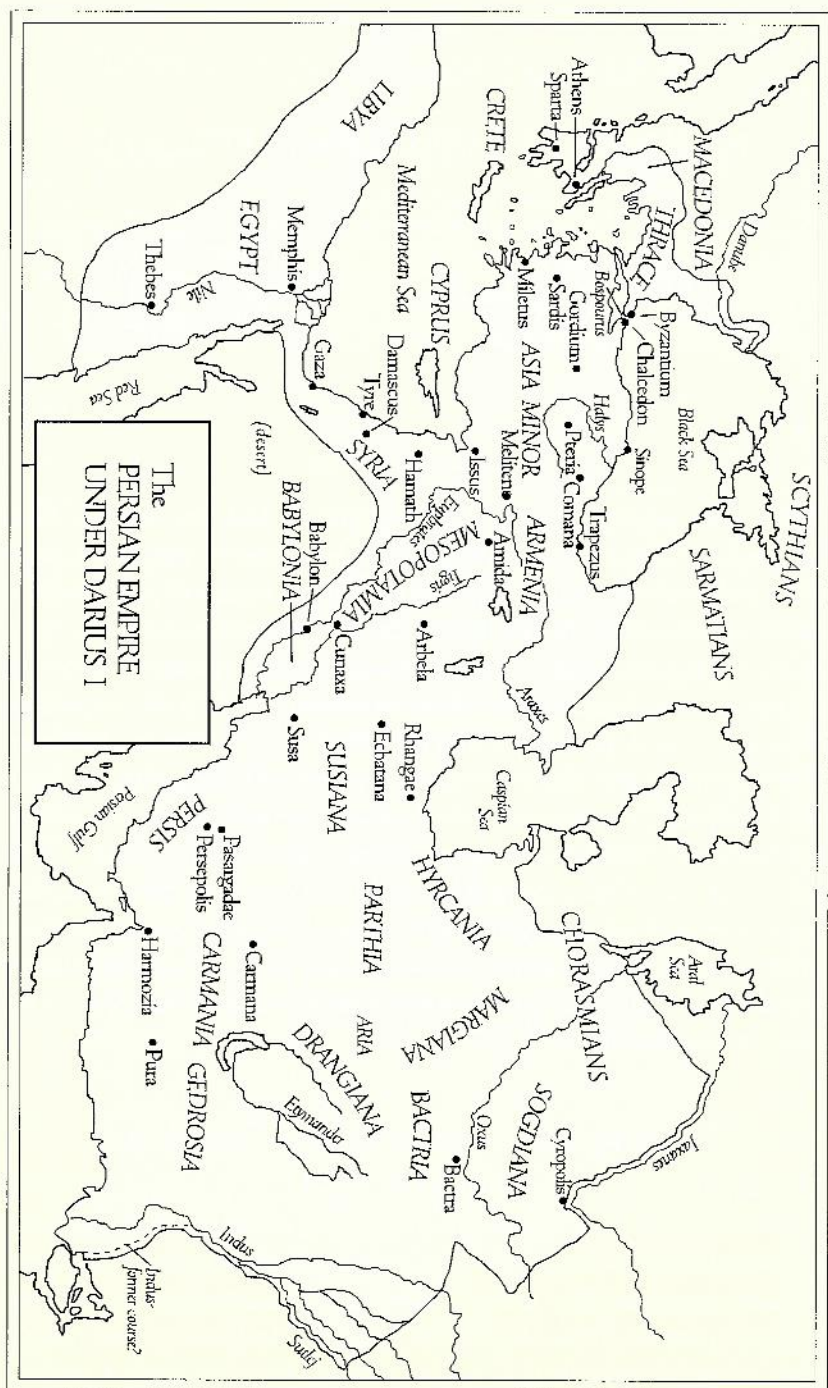 The
PERSIAN EMPIRE
UNDER DARIUS I
SCYTHIANS
SARMATIANS
Danube
MACEDONIA
THRACE
Black Sea
Bospourus
Byzantium
Chalcedon
Sinope
Trapezus
Athens
Sparta
CRETE
Miletus
Sardis
Gordium
ASIA MINOR
Halys
Pteria
Comana
Meliten
ARMENIA
Issus
Amida
Araxes
Caspian
Sea
Aral
Sea
CHORASMIANS
Jaxartes
Cyropolis
SOGDIANA
Oxus
HYRCANIA
MARGIANA
BACTRIA
Bactra
Mediterranean Sea
CYPRUS
Hamath
SYRIA
Damascus
Tyre
Gaza
Euphrates
MESOPOTAMIA
Tigris
Arbela
Rhangae
Ecbatana
Cunaxa
Babylon
BABYLONIA
(desert)
Susa
SUSIANA
PARTHIA
ARIA
DRANGIANA
Etymander
LIBYA
EGYPT
Memphis
Nile
Thebes
Red Sea
Persian Gulf
PERSIS
Pasargadae
Persepolis
Carmana
CARMANIA
Harmozia
Pura
GEDROSIA
Indus
Indus-
former course?
Sutlej